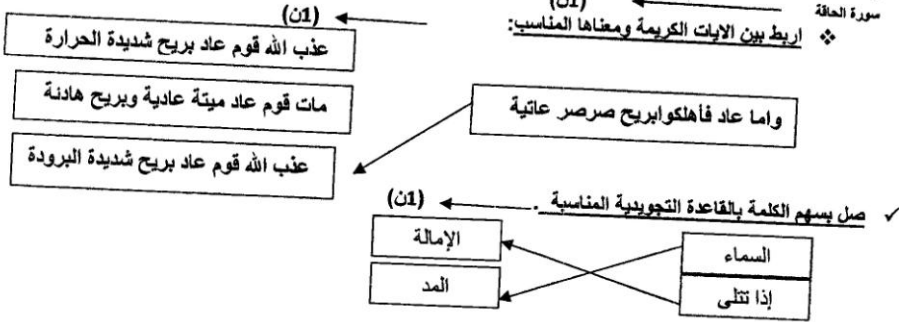 سورة الحاقة
(1ن)
(1ن)
❖ اربط بين الايات الكريمة ومعناها المناسب:
عذب الله قوم عاد بريح شديدة الحرارة
مات قوم عاد ميتة عادية وبريح هادئة
واما عاد فأهلكوابريح صرصر عاتية
عذب الله قوم عاد بريح شديدة البرودة
✓ صل بسهم الكلمة بالقاعدة التجويدية المناسبة .
(1ن)
السماء
الإمالة
إذا تتلى
المد